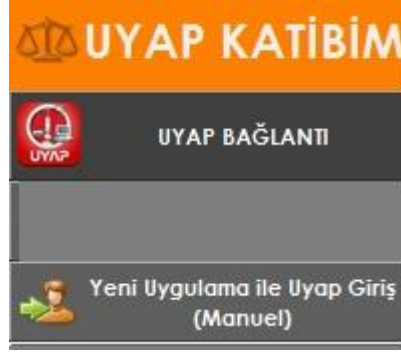 UYAP KATİBİM
UYAP
UYAP BAĞLANTI
Yeni Uygulama ile Uyap Giriş
(Manuel)